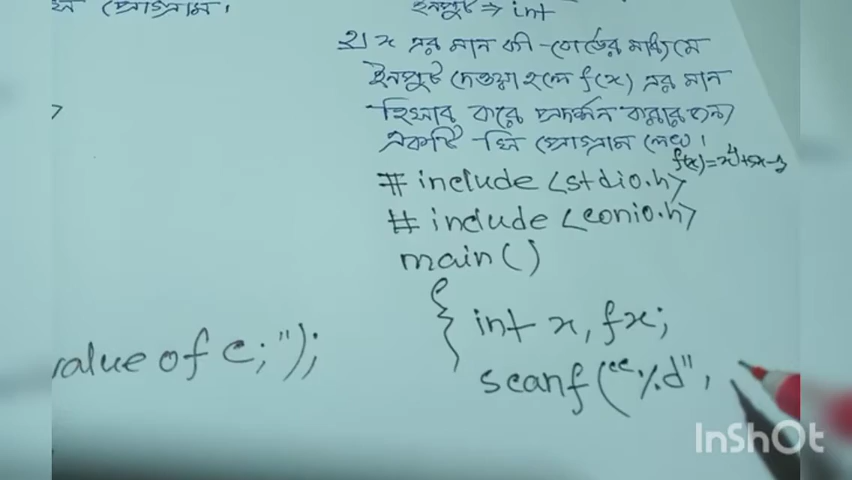 প্রোগ্রাম।
ইনপুট ⇒ int
২। x এর মান কী-বোর্ডের মাধ্যমে
ইনপুট দেওয়া হলে f(x) এর মান
হিসাব করে প্রদর্শন করার জন্য
একটি সি প্রোগ্রাম লেখ।
f(x)=x⁴+5x-3
# include <stdio.h>
# include <conio.h>
main()
{ int x, fx;
value of c;");
scanf("%d",
InShot